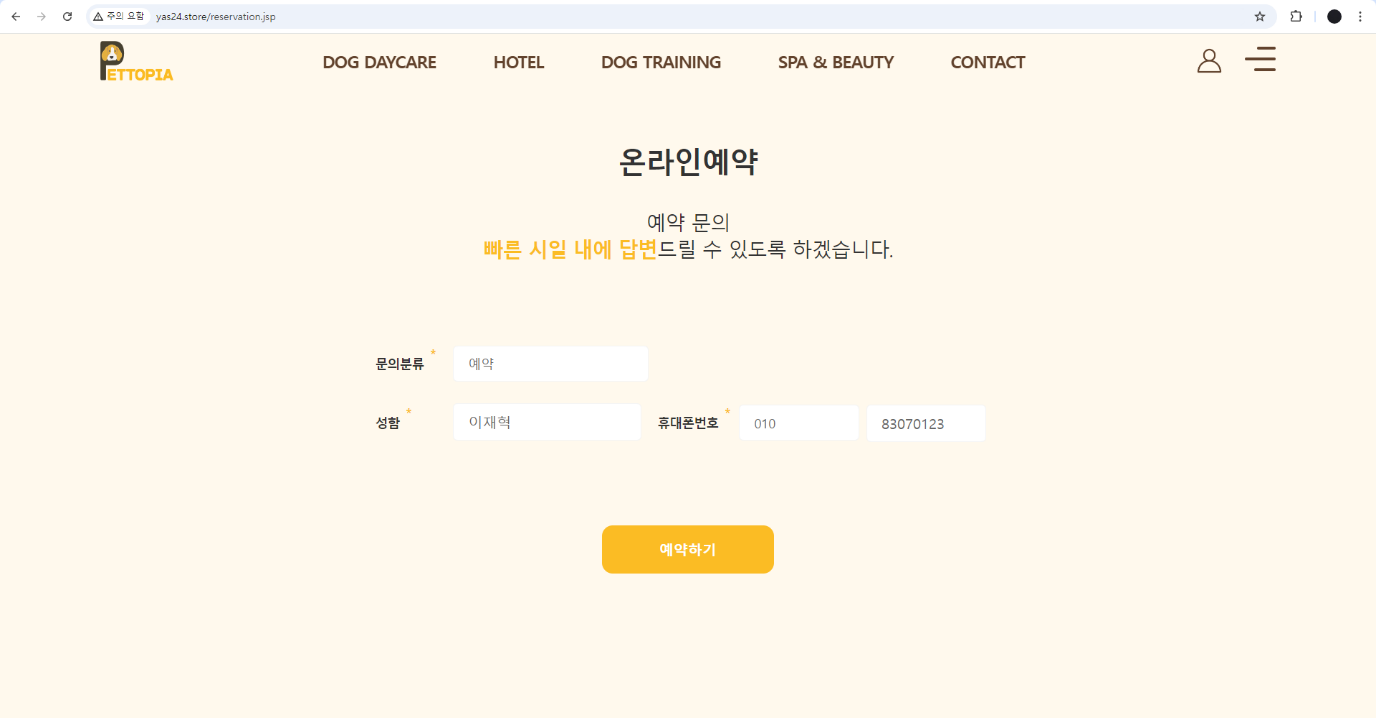 주의 요함 yas24.store/reservation.jsp
PETTOPIA DOG DAYCARE HOTEL DOG TRAINING SPA & BEAUTY CONTACT
온라인예약
예약 문의
빠른 시일 내에 답변드릴 수 있도록 하겠습니다.
문의분류 * 예약
성함 * 이재혁 휴대폰번호 * 010 83070123
예약하기